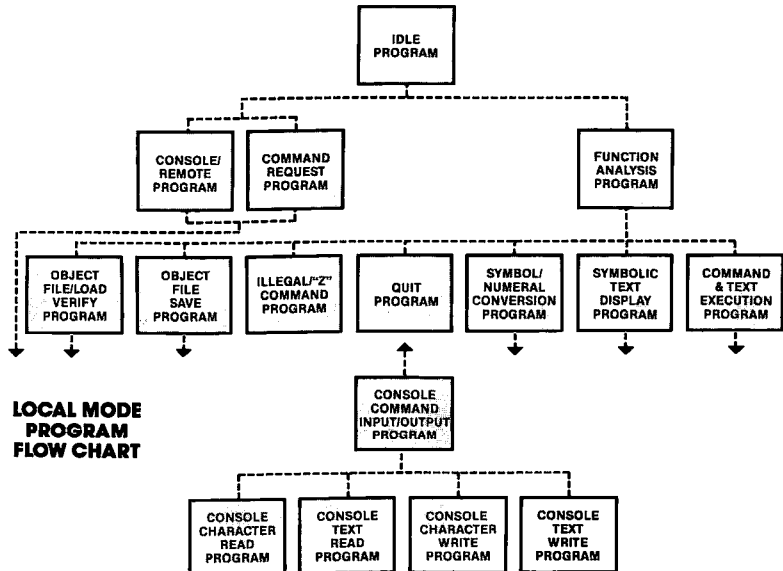 IDLE
PROGRAM
CONSOLE/
REMOTE
PROGRAM
COMMAND
REQUEST
PROGRAM
FUNCTION
ANALYSIS
PROGRAM
OBJECT
FILE/LOAD
VERIFY
PROGRAM
OBJECT
FILE
SAVE
PROGRAM
ILLEGAL/"Z"
COMMAND
PROGRAM
QUIT
PROGRAM
SYMBOL/
NUMERAL
CONVERSION
PROGRAM
SYMBOLIC
TEXT
DISPLAY
PROGRAM
COMMAND
& TEXT
EXECUTION
PROGRAM
LOCAL MODE
PROGRAM
FLOW CHART
CONSOLE
COMMAND
INPUT/OUTPUT
PROGRAM
CONSOLE
CHARACTER
READ
PROGRAM
CONSOLE
TEXT
READ
PROGRAM
CONSOLE
CHARACTER
WRITE
PROGRAM
CONSOLE
TEXT
WRITE
PROGRAM